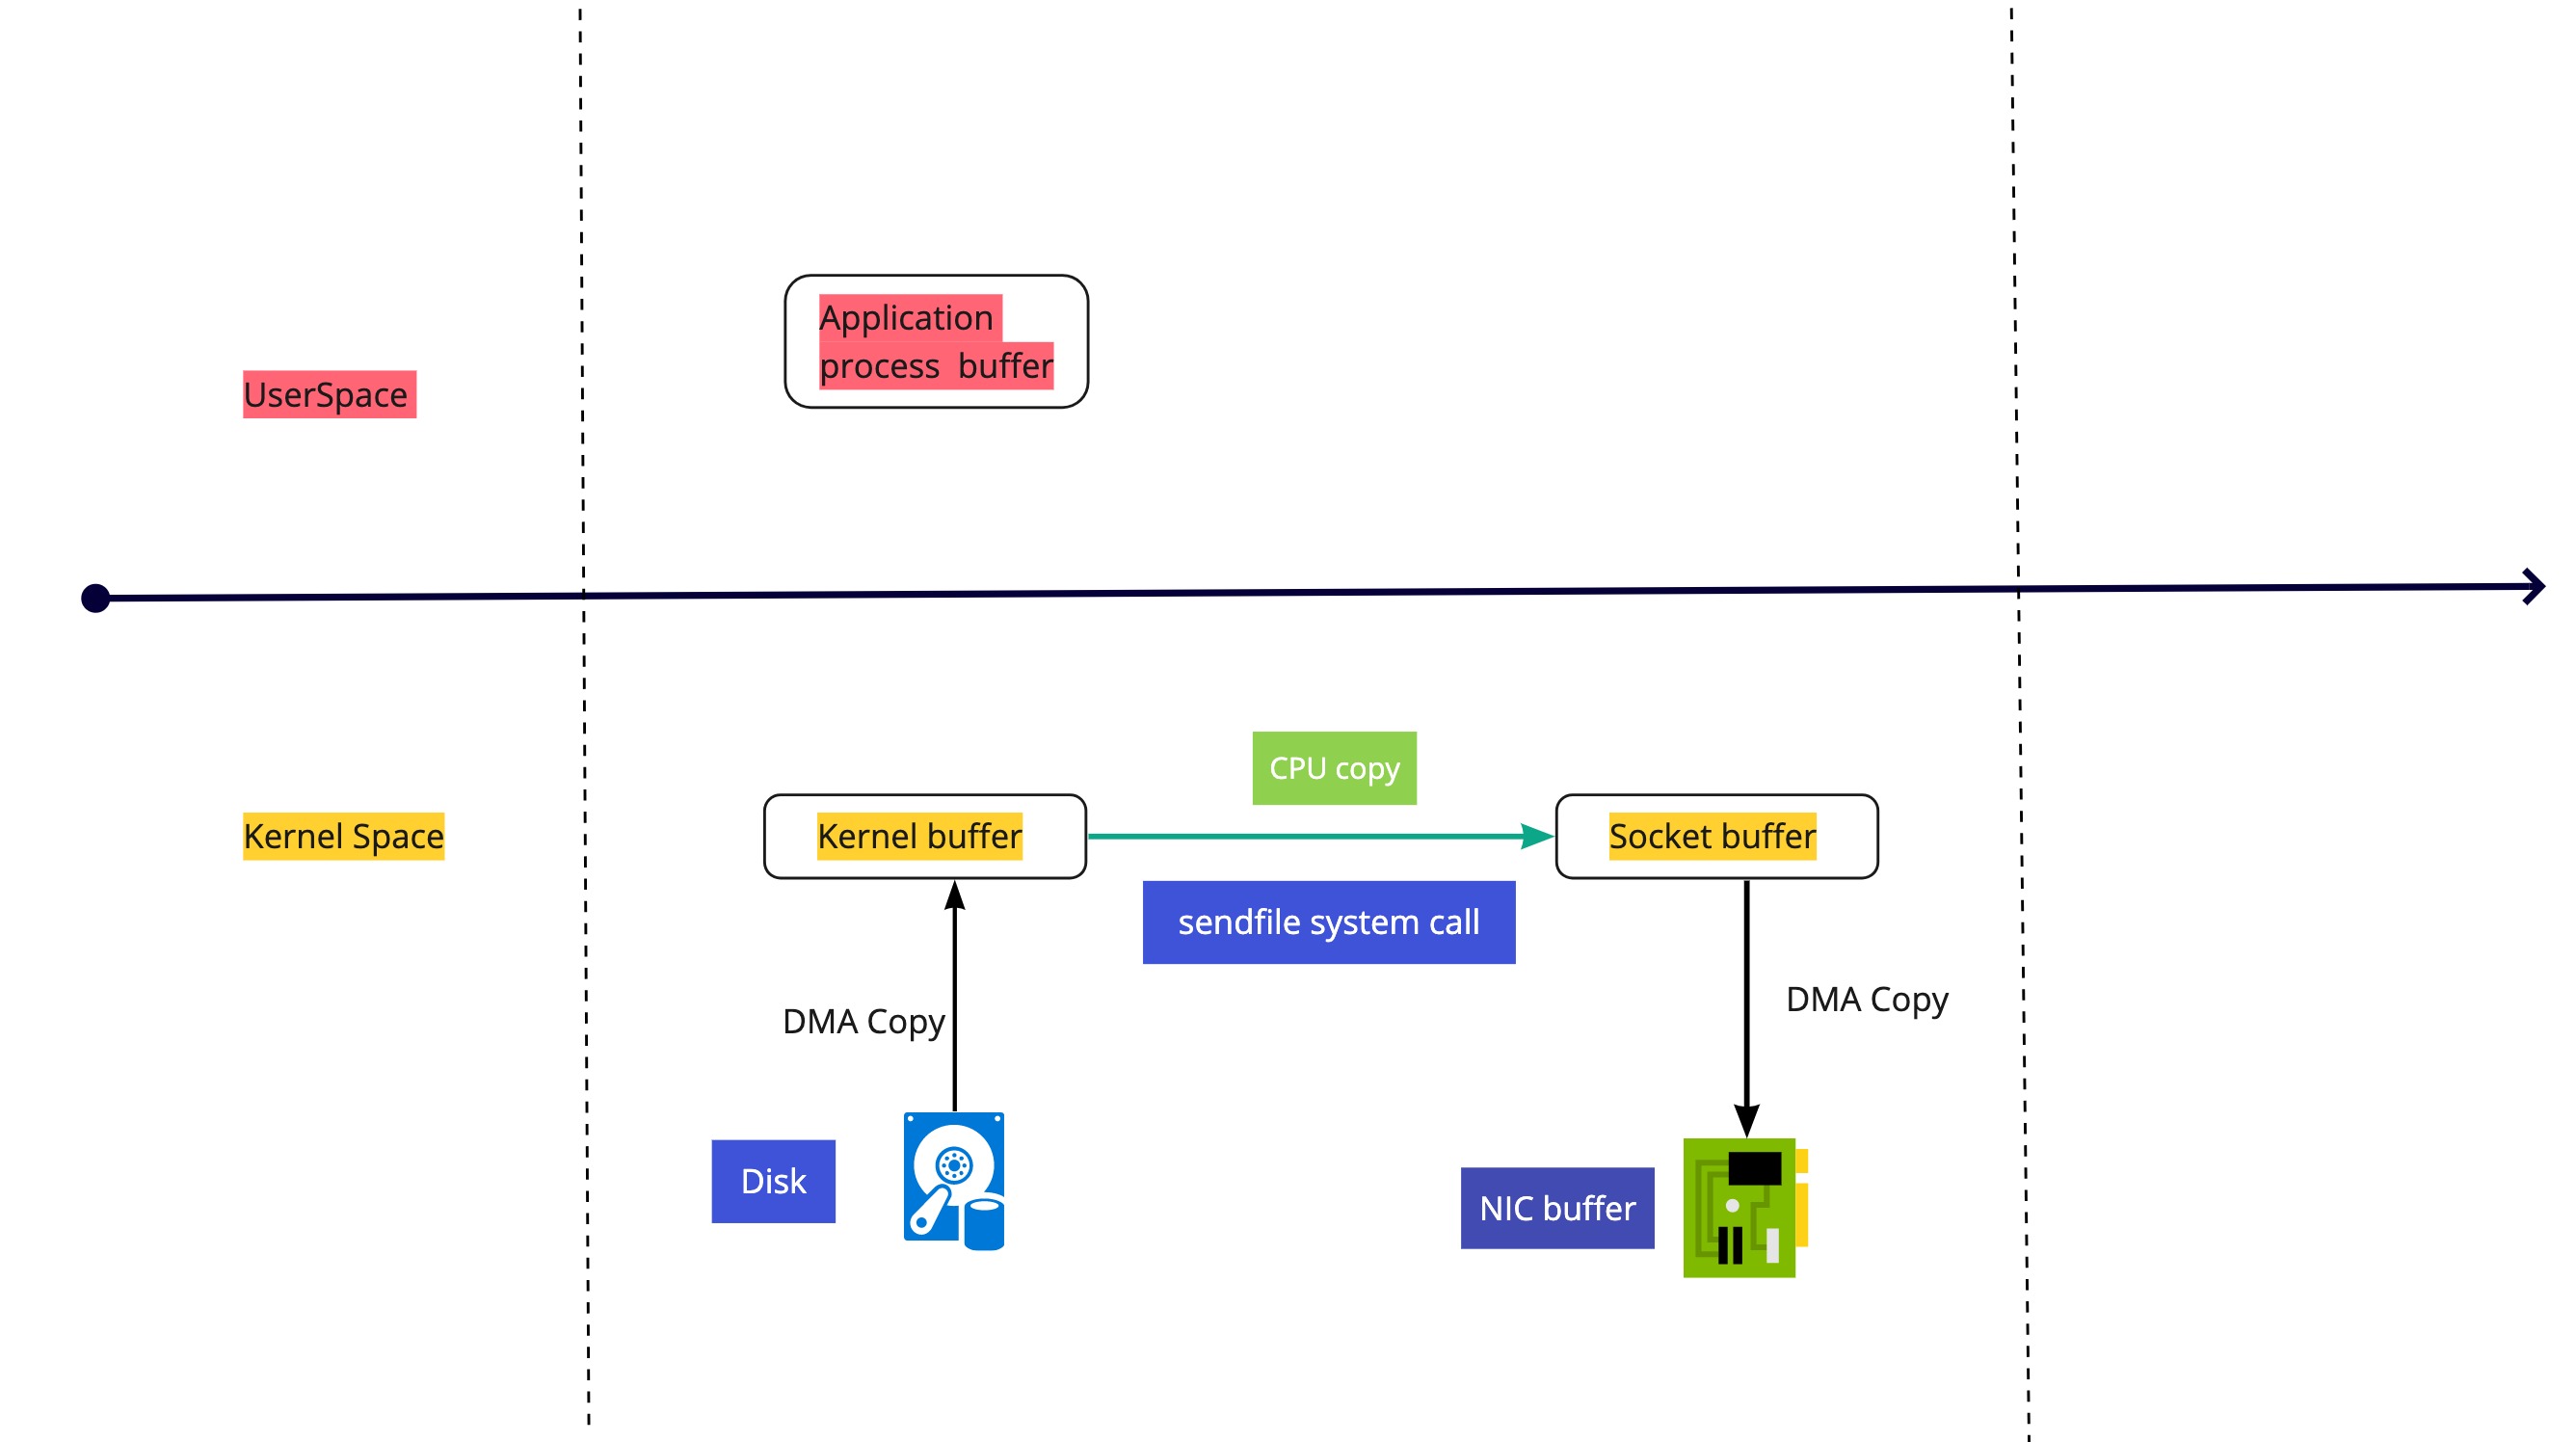 Application
process  buffer
UserSpace
CPU copy
Kernel Space
Kernel buffer
Socket buffer
sendfile system call
DMA Copy
DMA Copy
Disk
NIC buffer